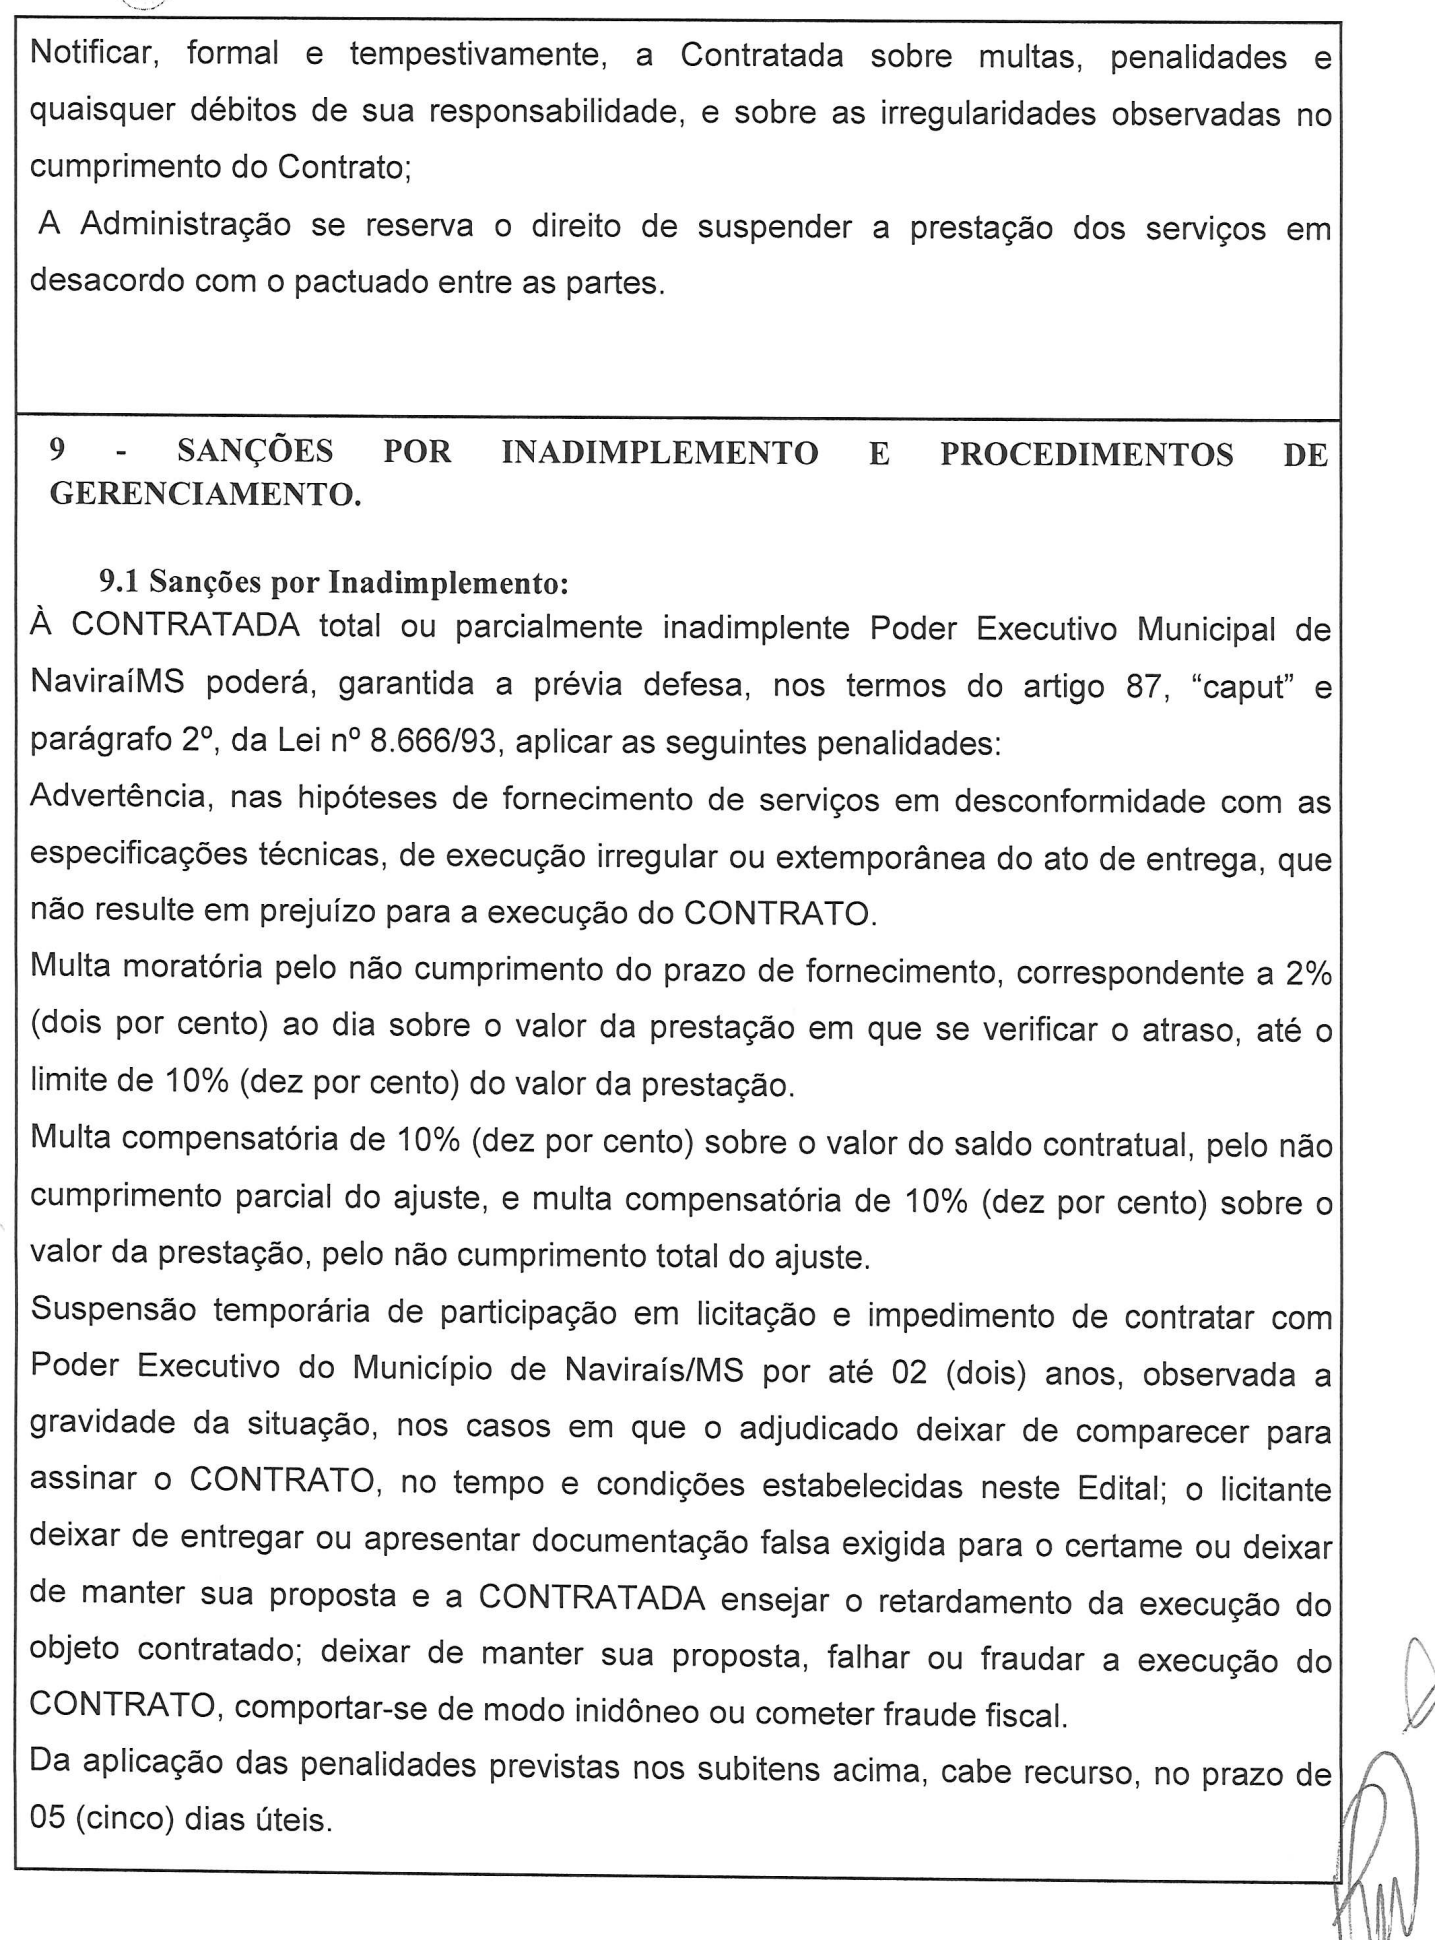 Notificar, formal e tempestivamente, a Contratada sobre multas, penalidades e
quaisquer débitos de sua responsabilidade, e sobre as irregularidades observadas no
cumprimento do Contrato;
A Administração se reserva o direito de suspender a prestação dos serviços em
desacordo com o pactuado entre as partes.
9 - SANÇÕES POR INADIMPLEMENTO E PROCEDIMENTOS DE
GERENCIAMENTO.
9.1 Sanções por Inadimplemento:
À CONTRATADA total ou parcialmente inadimplente Poder Executivo Municipal de
NaviraíMS poderá, garantida a prévia defesa, nos termos do artigo 87, “caput” e
parágrafo 2º, da Lei nº 8.666/93, aplicar as seguintes penalidades:
Advertência, nas hipóteses de fornecimento de serviços em desconformidade com as
especificações técnicas, de execução irregular ou extemporânea do ato de entrega, que
não resulte em prejuízo para a execução do CONTRATO.
Multa moratória pelo não cumprimento do prazo de fornecimento, correspondente a 2%
(dois por cento) ao dia sobre o valor da prestação em que se verificar o atraso, até o
limite de 10% (dez por cento) do valor da prestação.
Multa compensatória de 10% (dez por cento) sobre o valor do saldo contratual, pelo não
cumprimento parcial do ajuste, e multa compensatória de 10% (dez por cento) sobre o
valor da prestação, pelo não cumprimento total do ajuste.
Suspensão temporária de participação em licitação e impedimento de contratar com
Poder Executivo do Município de Naviraís/MS por até 02 (dois) anos, observada a
gravidade da situação, nos casos em que o adjudicado deixar de comparecer para
assinar o CONTRATO, no tempo e condições estabelecidas neste Edital; o licitante
deixar de entregar ou apresentar documentação falsa exigida para o certame ou deixar
de manter sua proposta e a CONTRATADA ensejar o retardamento da execução do
objeto contratado; deixar de manter sua proposta, falhar ou fraudar a execução do
CONTRATO, comportar-se de modo inidôneo ou cometer fraude fiscal.
Da aplicação das penalidades previstas nos subitens acima, cabe recurso, no prazo de
05 (cinco) dias úteis.